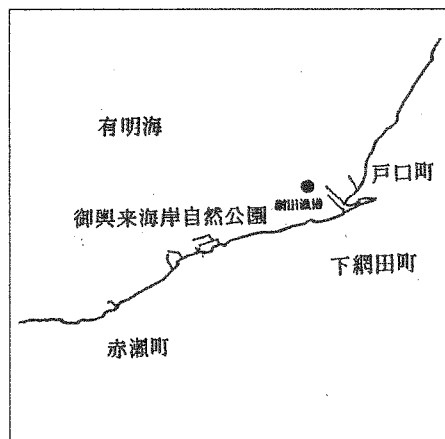 有明海
戸口町
網田漁港
御輿来海岸自然公園
下網田町
赤瀬町